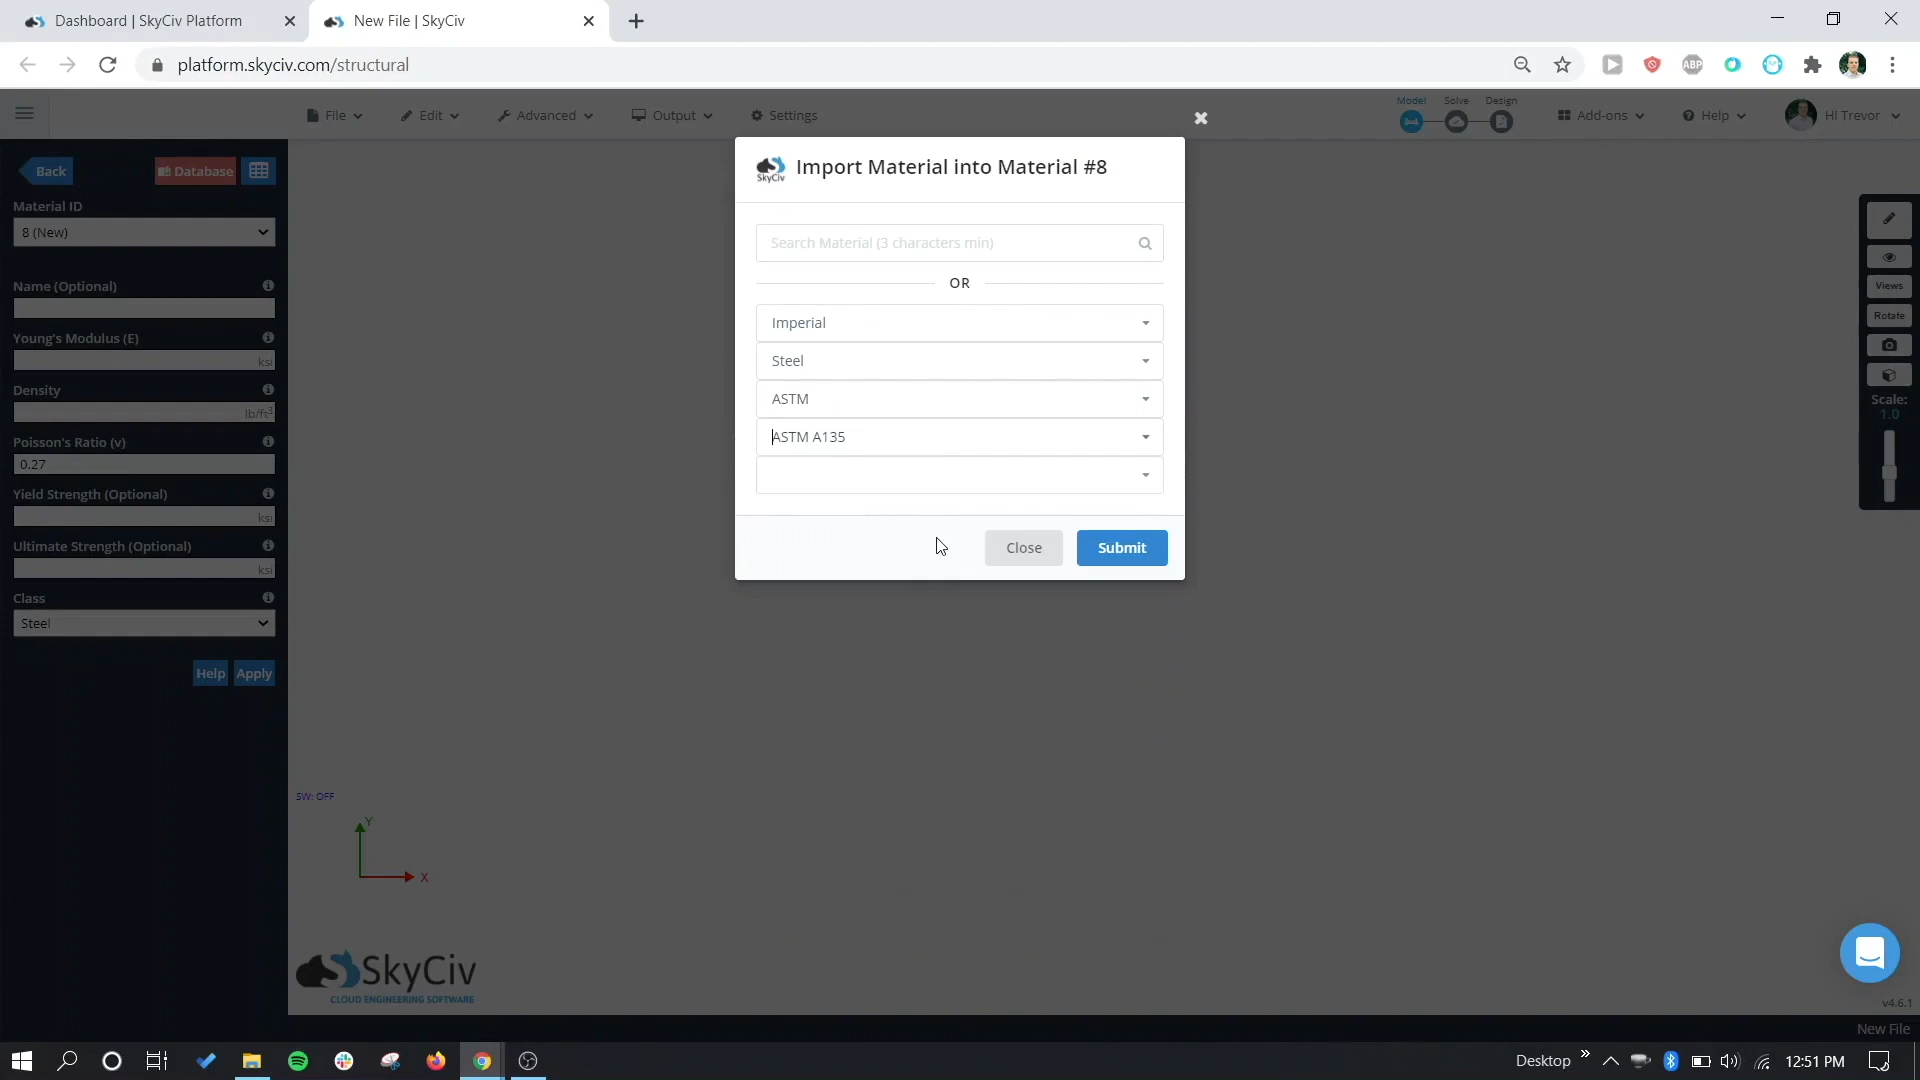 Dashboard | SkyCiv Platform
New File | SkyCiv
platform.skyciv.com/structural
ABP
File
Edit
Advanced
Output
Settings
Model
Solve
Design
Add-ons
Help
Hi Trevor
Back
Database
Material ID
8 (New)
Name (Optional)
Young's Modulus (E)
ksi
Density
lb/ft3
Poisson's Ratio (v)
0.27
Yield Strength (Optional)
ksi
Ultimate Strength (Optional)
ksi
Class
Steel
Help
Apply
SkyCiv
Import Material into Material #8
Search Material (3 characters min)
OR
Imperial
Steel
ASTM
ASTM A135
Close
Submit
Views
Rotate
Scale:
1.0
SW: OFF
Y
X
SkyCiv
CLOUD ENGINEERING SOFTWARE
v4.6.1
New File
Desktop
12:51 PM